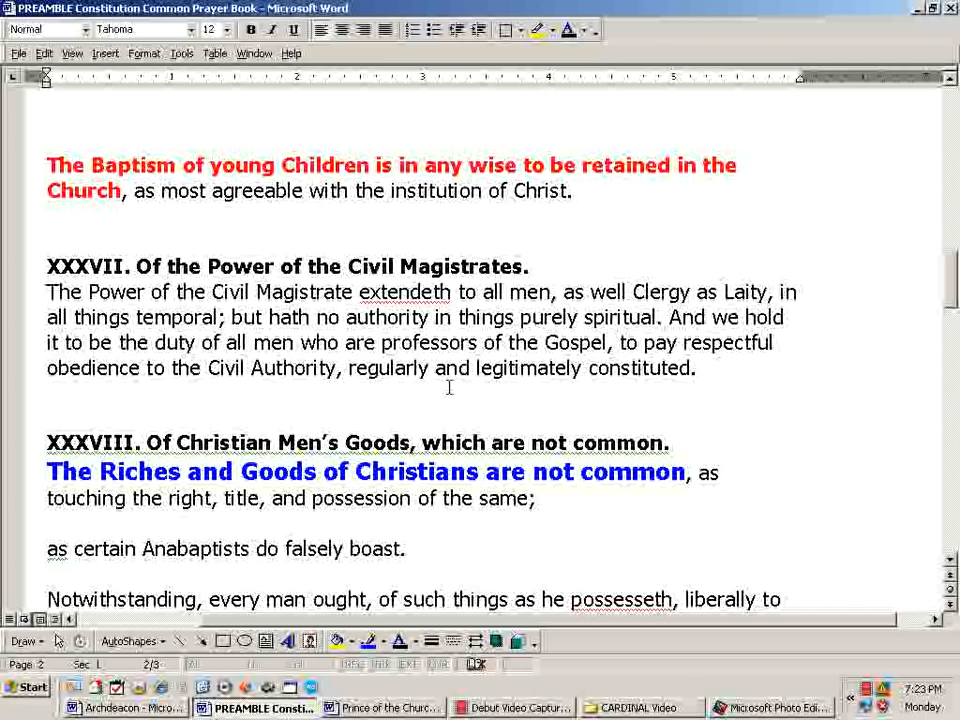 PREAMBLE Constitution Common Prayer Book - Microsoft Word
Normal Tahoma 12 B I U A
File Edit View Insert Format Tools Table Window Help
1 2 3 4 5
The Baptism of young Children is in any wise to be retained in the
Church, as most agreeable with the institution of Christ.
XXXVII. Of the Power of the Civil Magistrates.
The Power of the Civil Magistrate extendeth to all men, as well Clergy as Laity, in
all things temporal; but hath no authority in things purely spiritual. And we hold
it to be the duty of all men who are professors of the Gospel, to pay respectful
obedience to the Civil Authority, regularly and legitimately constituted.
XXXVIII. Of Christian Men's Goods, which are not common.
The Riches and Goods of Christians are not common, as
touching the right, title, and possession of the same;
as certain Anabaptists do falsely boast.
Notwithstanding, every man ought, of such things as he possesseth, liberally to
Draw AutoShapes A
Page 2 Sec 1 2/3 REC TRK EXT OVR
Start 7:23 PM
Archdeacon - Micro... PREAMBLE Consti... Prince of the Churc... Debut Video Captur... CARDINAL Video Microsoft Photo Edi... Monday